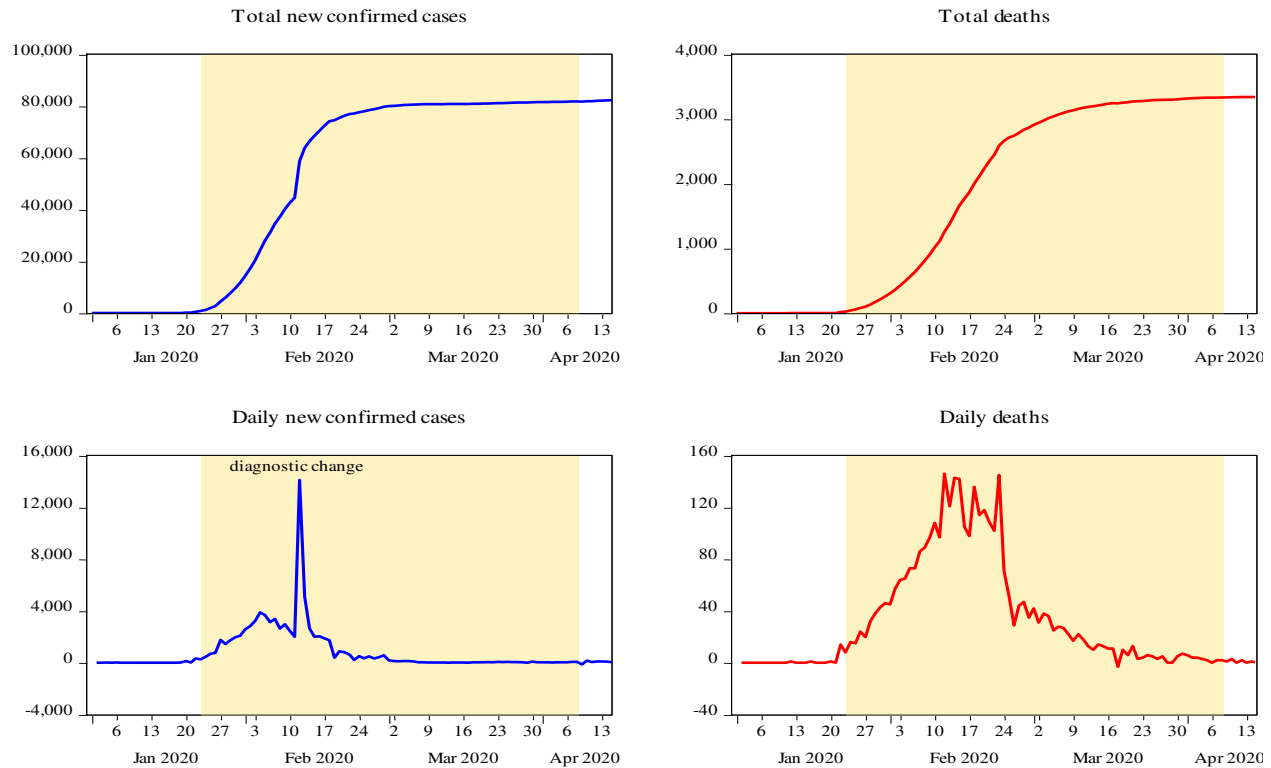 Total new confirmed cases
100,000
80,000
60,000
40,000
20,000
0
6 13 20 27 3 10 17 24 2 9 16 23 30 6 13
Jan 2020 Feb 2020 Mar 2020 Apr 2020
Total deaths
4,000
3,000
2,000
1,000
0
6 13 20 27 3 10 17 24 2 9 16 23 30 6 13
Jan 2020 Feb 2020 Mar 2020 Apr 2020
Daily new confirmed cases
16,000
diagnostic change
12,000
8,000
4,000
0
-4,000
6 13 20 27 3 10 17 24 2 9 16 23 30 6 13
Jan 2020 Feb 2020 Mar 2020 Apr 2020
Daily deaths
160
120
80
40
0
-40
6 13 20 27 3 10 17 24 2 9 16 23 30 6 13
Jan 2020 Feb 2020 Mar 2020 Apr 2020